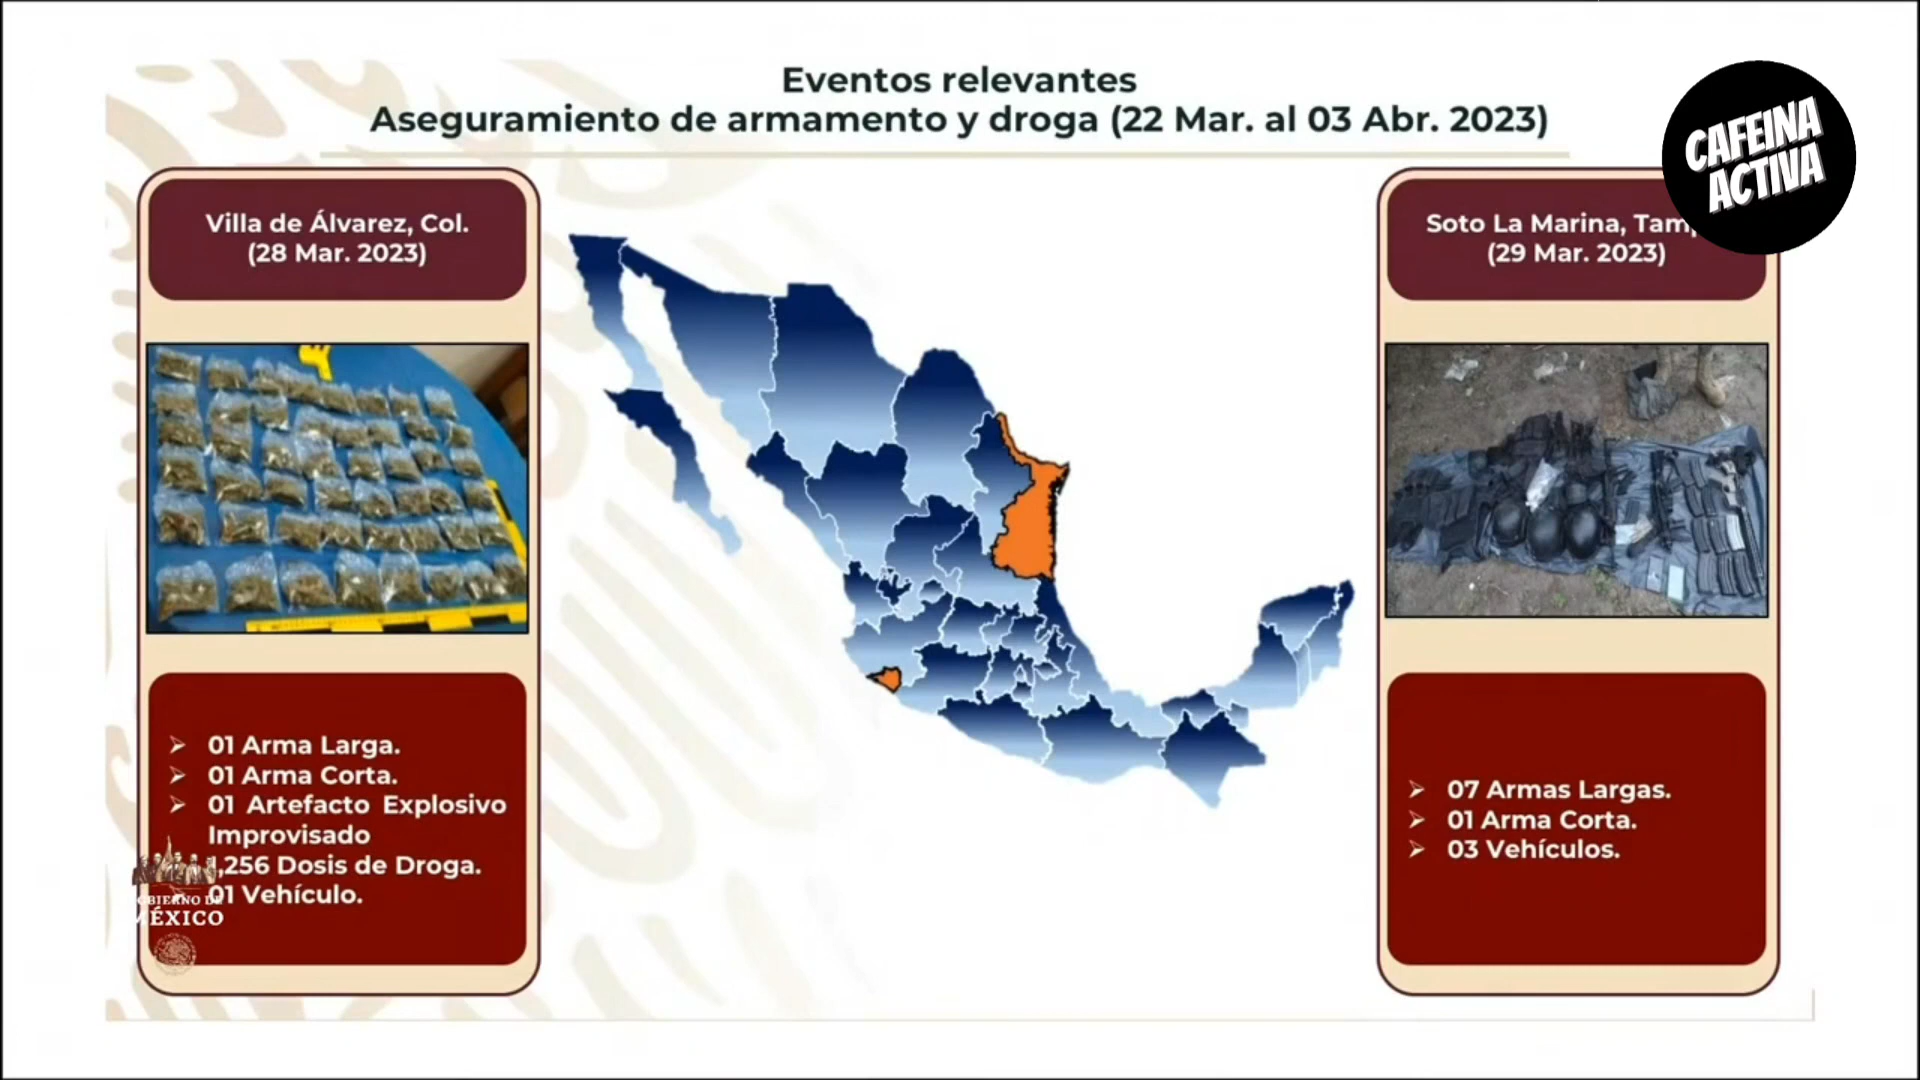 Eventos relevantes
Aseguramiento de armamento y droga (22 Mar. al 03 Abr. 2023)
CAFEINA
ACTIVA
Villa de Álvarez, Col.
(28 Mar. 2023)
01 Arma Larga.
01 Arma Corta.
01 Artefacto Explosivo
Improvisado
1,256 Dosis de Droga.
01 Vehículo.
GOBIERNO DE
MÉXICO
Soto La Marina, Tam
(29 Mar. 2023)
07 Armas Largas.
01 Arma Corta.
03 Vehículos.